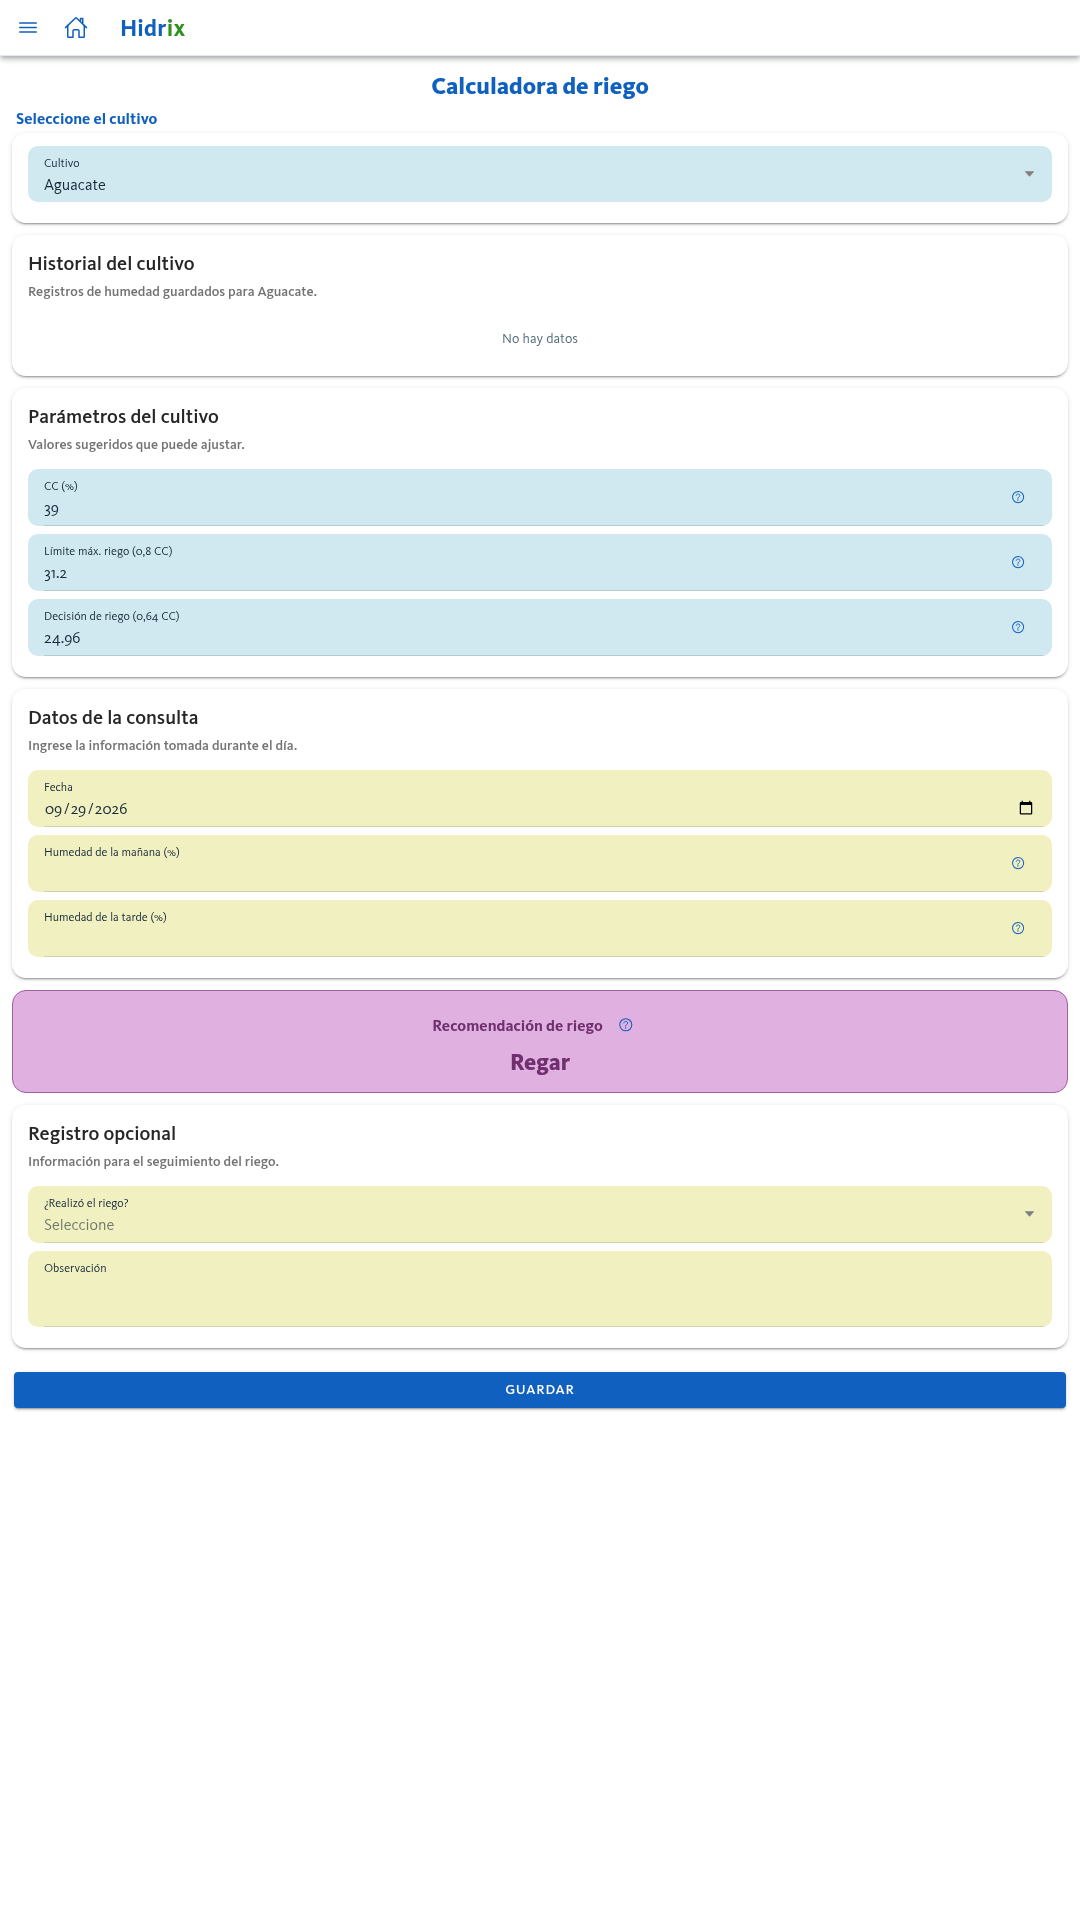 Hidrix
Calculadora de riego
Seleccione el cultivo
Cultivo
Aguacate
Historial del cultivo
Registros de humedad guardados para Aguacate.
No hay datos
Parámetros del cultivo
Valores sugeridos que puede ajustar.
CC (%)
39
Límite máx. riego (0,8 CC)
31.2
Decisión de riego (0,64 CC)
24.96
Datos de la consulta
Ingrese la información tomada durante el día.
Fecha
09/29/2026
Humedad de la mañana (%)
Humedad de la tarde (%)
Recomendación de riego
Regar
Registro opcional
Información para el seguimiento del riego.
¿Realizó el riego?
Seleccione
Observación
GUARDAR